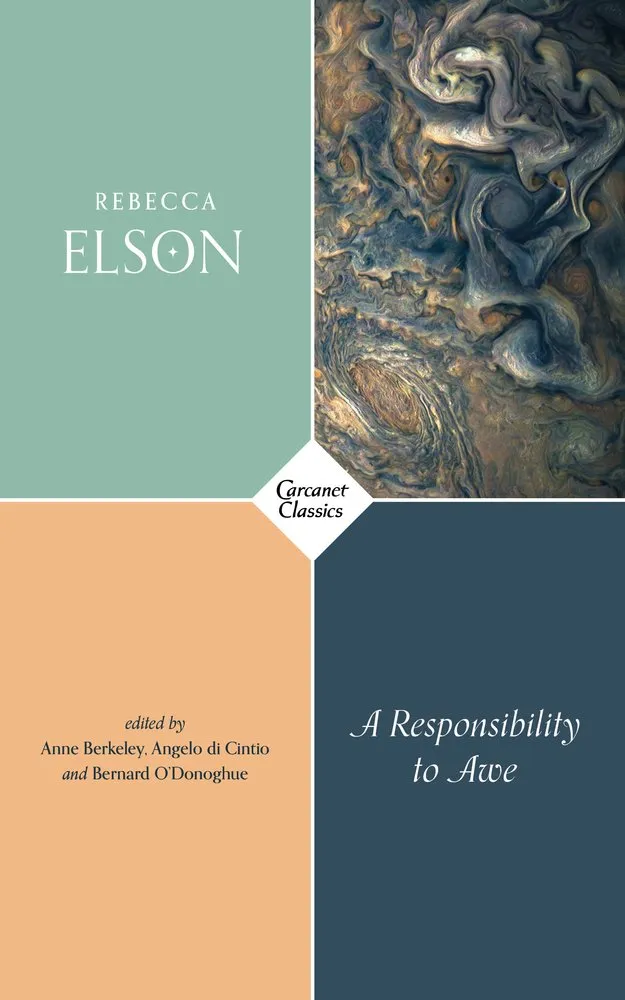 REBECCA
ELSON
Carcanet
Classics
edited by
Anne Berkeley, Angelo di Cintio
and Bernard O'Donoghue
A Responsibility
to Awe